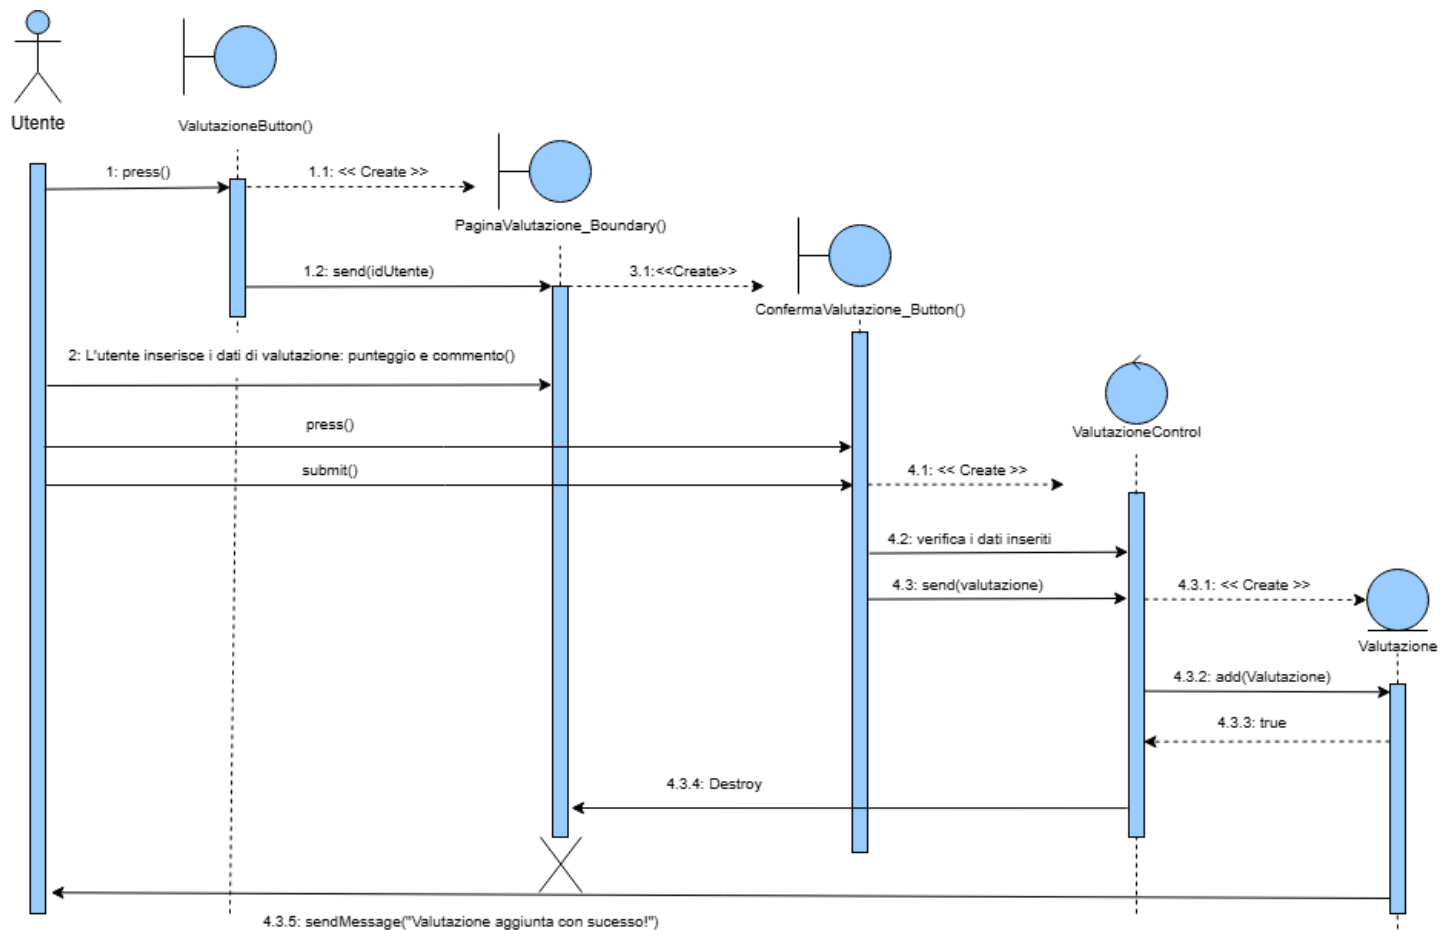 Utente
ValutazioneButton()
1: press()
1.1: << Create >>
PaginaValutazione_Boundary()
1.2: send(idUtente)
3.1:<<Create>>
ConfermaValutazione_Button()
2: L'utente inserisce i dati di valutazione: punteggio e commento()
press()
ValutazioneControl
submit()
4.1: << Create >>
4.2: verifica i dati inseriti
4.3: send(valutazione)
4.3.1: << Create >>
Valutazione
4.3.2: add(Valutazione)
4.3.3: true
4.3.4: Destroy
4.3.5: sendMessage("Valutazione aggiunta con sucesso!")